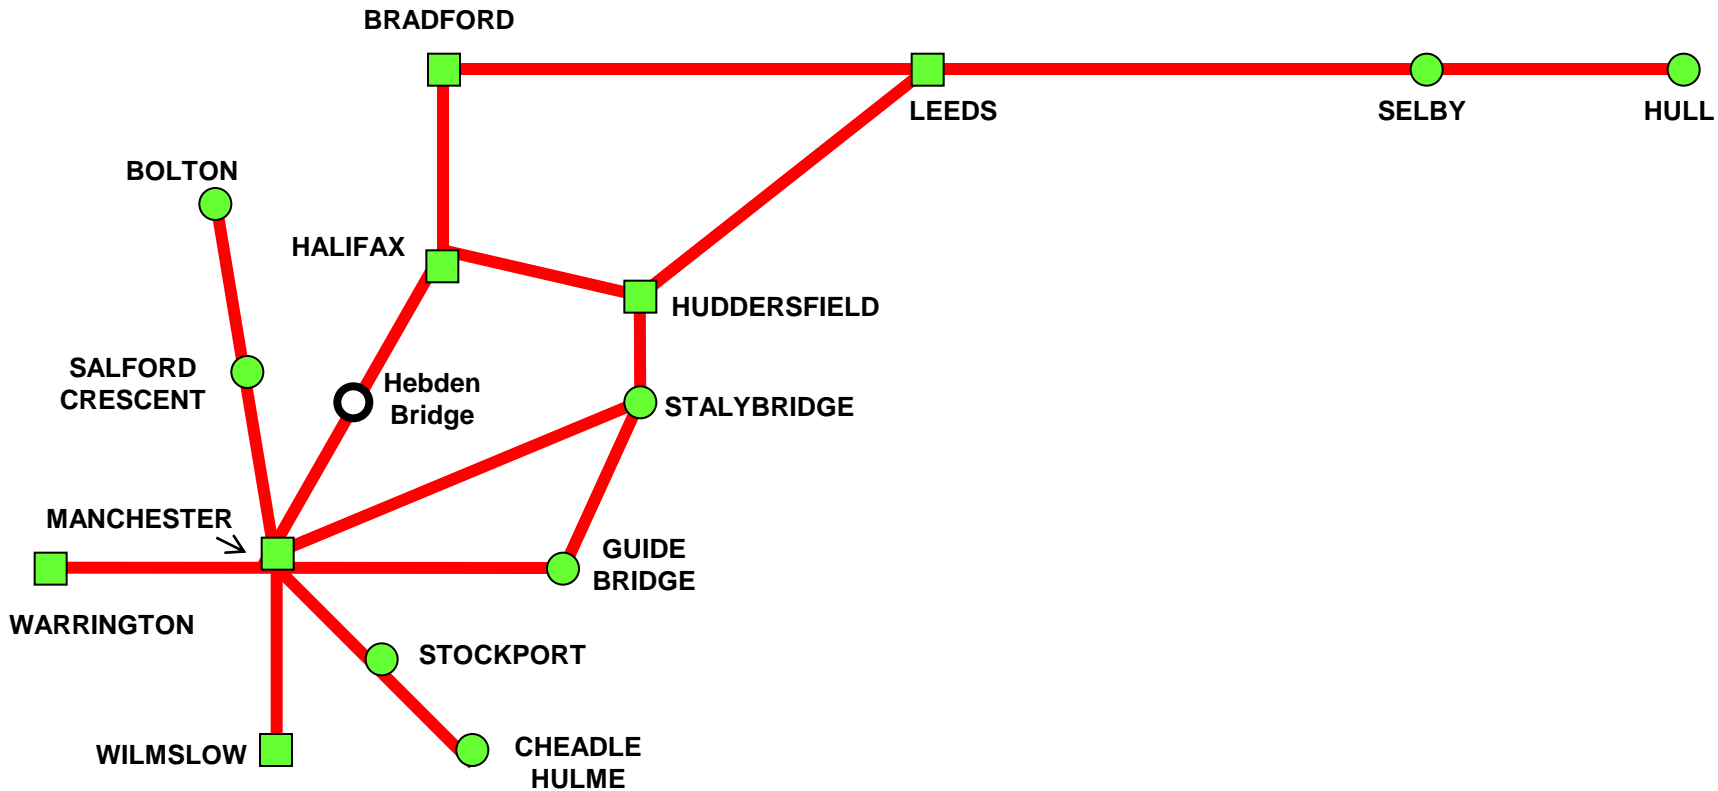 BRADFORD
LEEDS
SELBY
HULL
BOLTON
HALIFAX
HUDDERSFIELD
SALFORD
CRESCENT
Hebden
Bridge
STALYBRIDGE
MANCHESTER
GUIDE
BRIDGE
WARRINGTON
STOCKPORT
WILMSLOW
CHEADLE
HULME